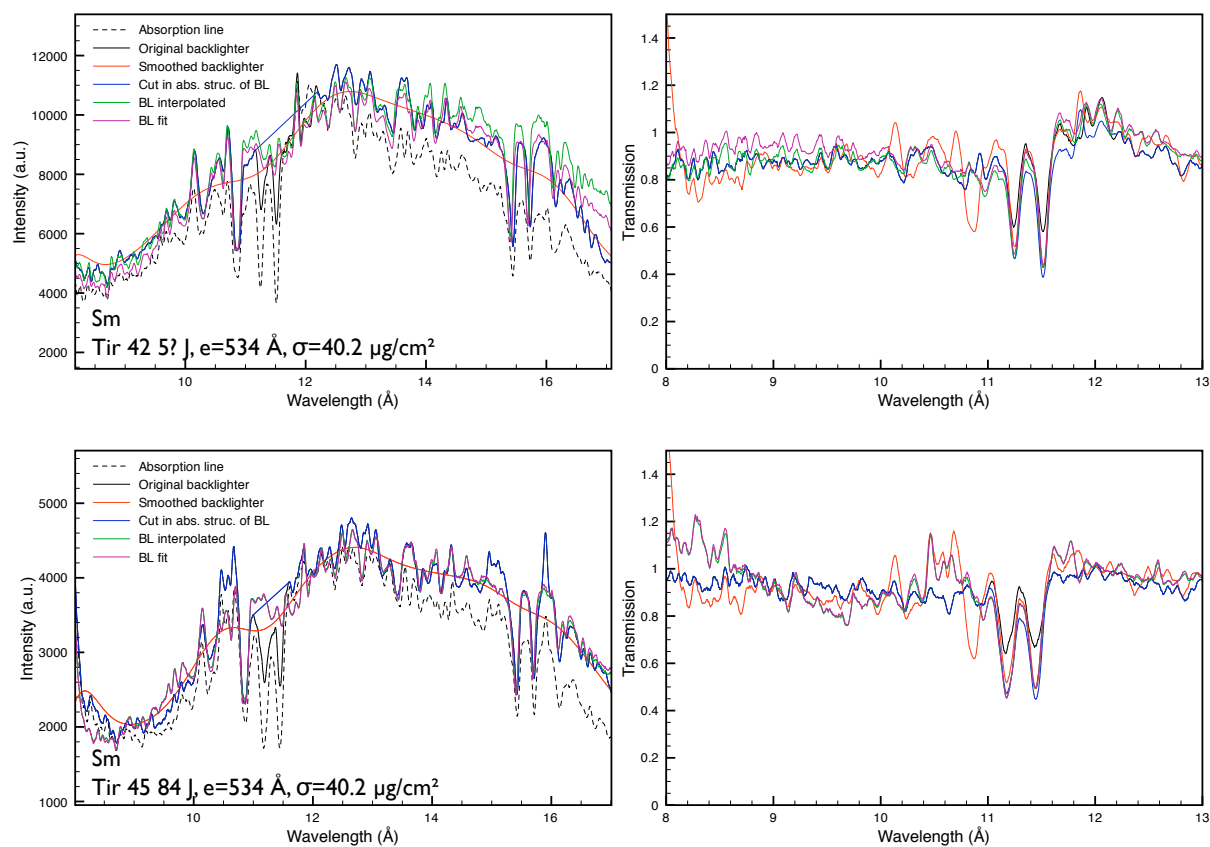 Absorption line
Original backlighter
Smoothed backlighter
Cut in abs. struc. of BL
BL interpolated
BL fit
12000
10000
8000
6000
4000
2000
Intensity (a.u.)
Sm
Tir 42 5? J, e=534 Å, σ=40.2 µg/cm²
10 12 14 16
Wavelength (Å)
1.4
1.2
1
0.8
0.6
0.4
0.2
0
Transmission
8 9 10 11 12 13
Wavelength (Å)
Absorption line
Original backlighter
Smoothed backlighter
Cut in abs. struc. of BL
BL interpolated
BL fit
5000
4000
3000
2000
1000
Intensity (a.u.)
Sm
Tir 45 84 J, e=534 Å, σ=40.2 µg/cm²
10 12 14 16
Wavelength (Å)
1.4
1.2
1
0.8
0.6
0.4
0.2
0
Transmission
8 9 10 11 12 13
Wavelength (Å)